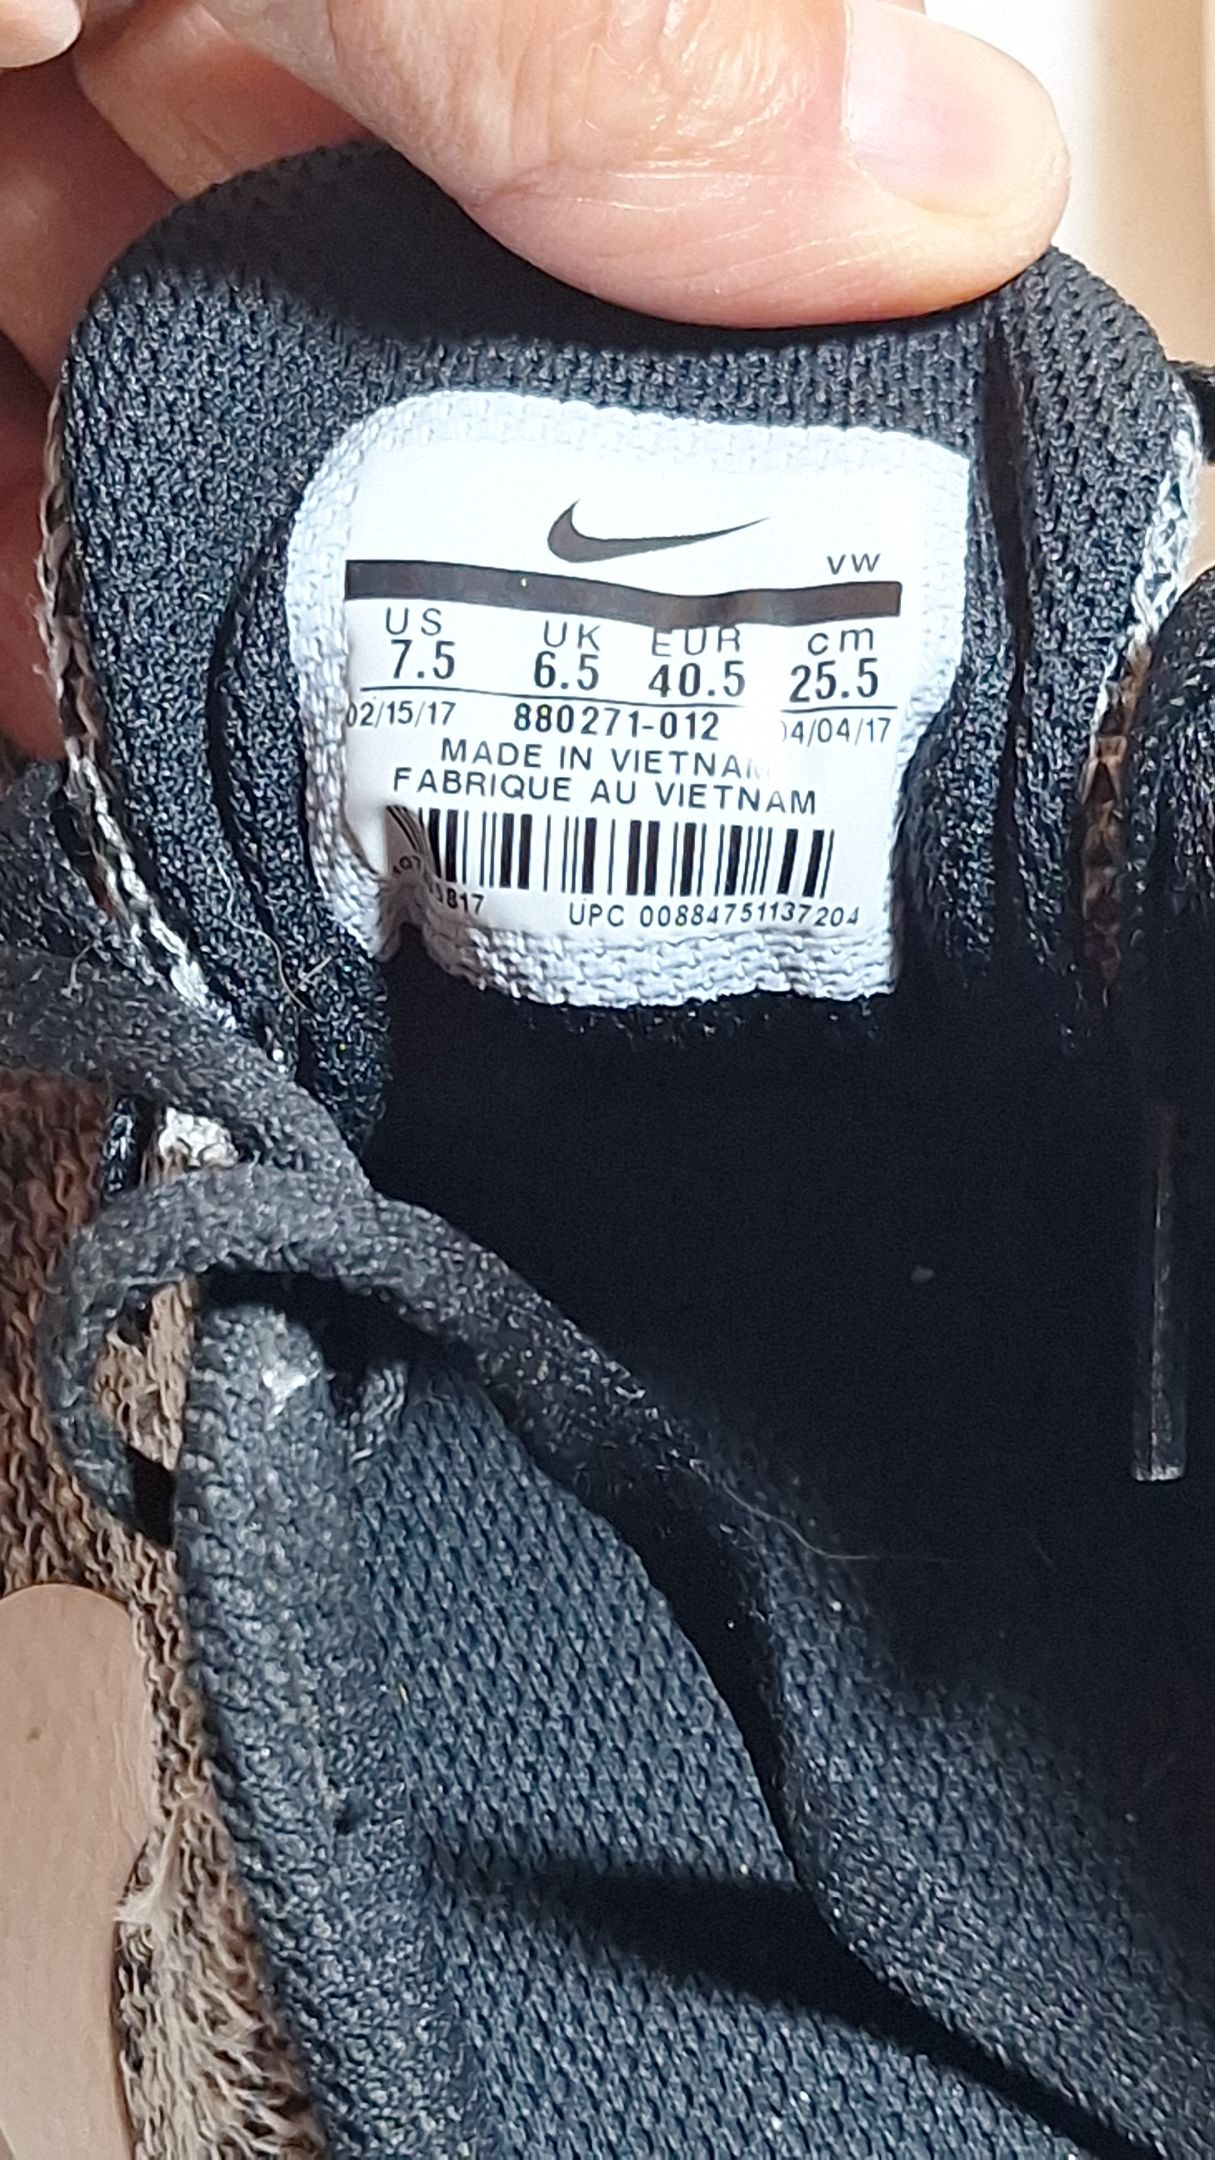 VW
US UK EUR cm
7.5 6.5 40.5 25.5
02/15/17 880271-012 04/04/17
MADE IN VIETNAM
FABRIQUE AU VIETNAM
UPC 00884751137204